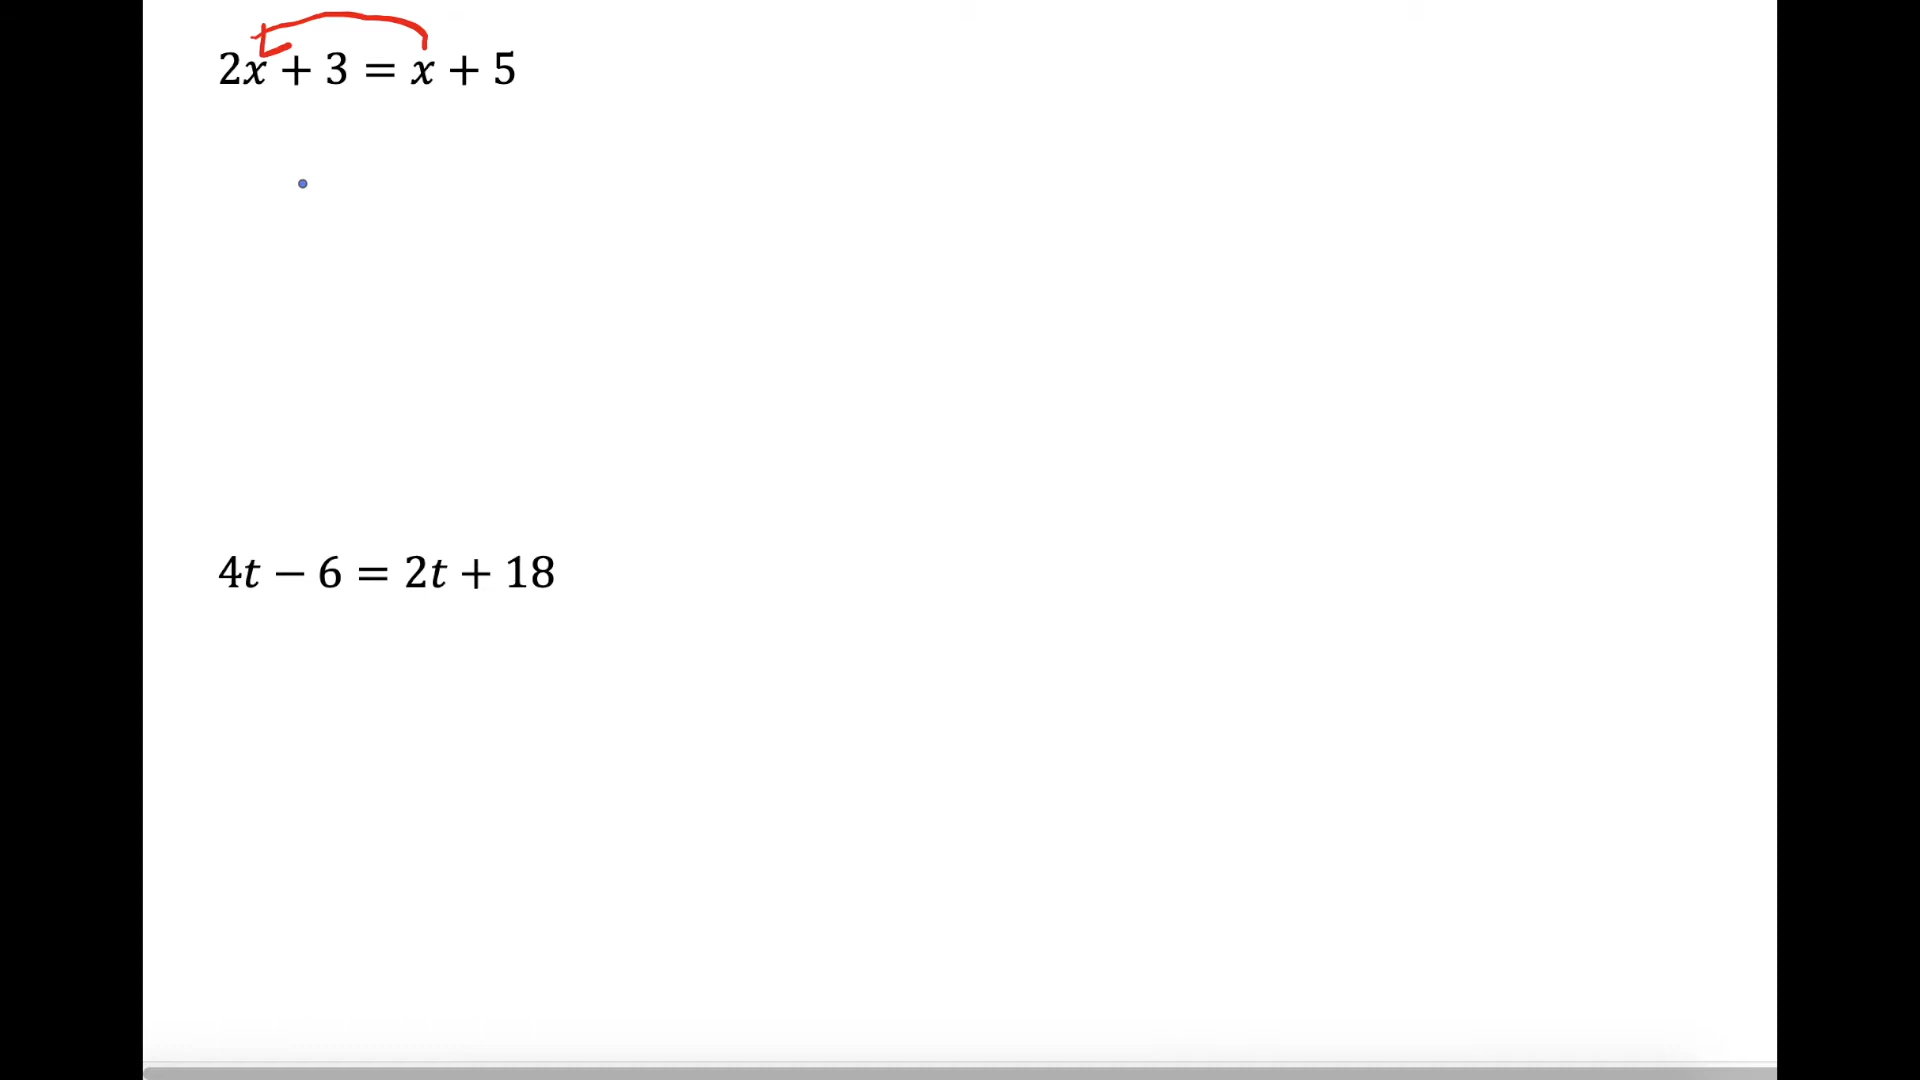 2x + 3 = x + 5
4t − 6 = 2t + 18